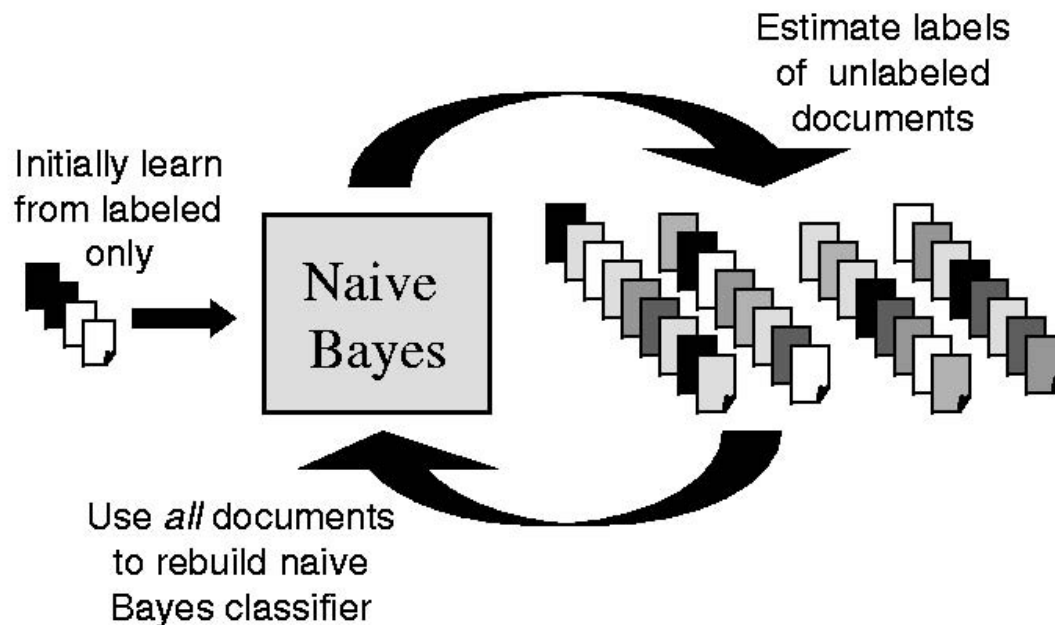 Initially learn
from labeled
only
Naive
Bayes
Estimate labels
of unlabeled
documents
Use all documents
to rebuild naive
Bayes classifier